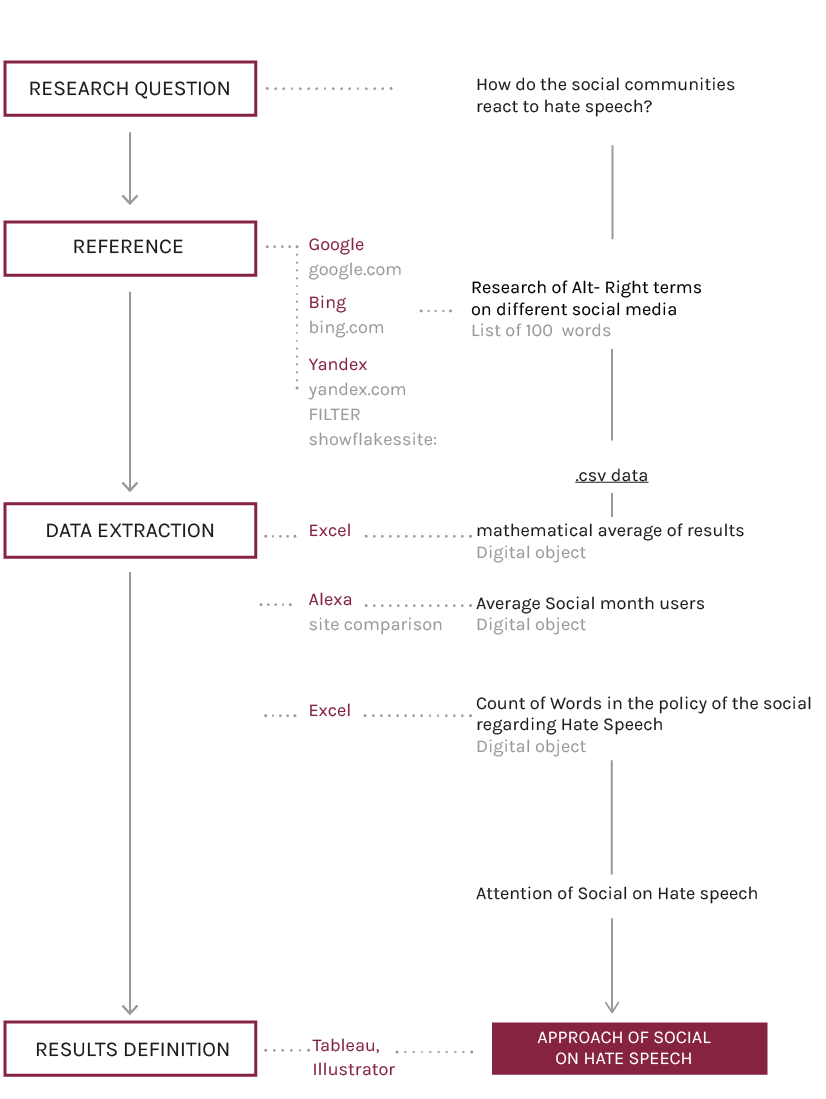 RESEARCH QUESTION
How do the social communities
react to hate speech?
REFERENCE
Google
google.com
Bing
bing.com
Yandex
yandex.com
FILTER
showflakessite:
Research of Alt- Right terms
on different social media
List of 100 words
.csv data
DATA EXTRACTION
Excel
mathematical average of results
Digital object
Alexa
site comparison
Average Social month users
Digital object
Excel
Count of Words in the policy of the social
regarding Hate Speech
Digital object
Attention of Social on Hate speech
RESULTS DEFINITION
Tableau,
Illustrator
APPROACH OF SOCIAL
ON HATE SPEECH